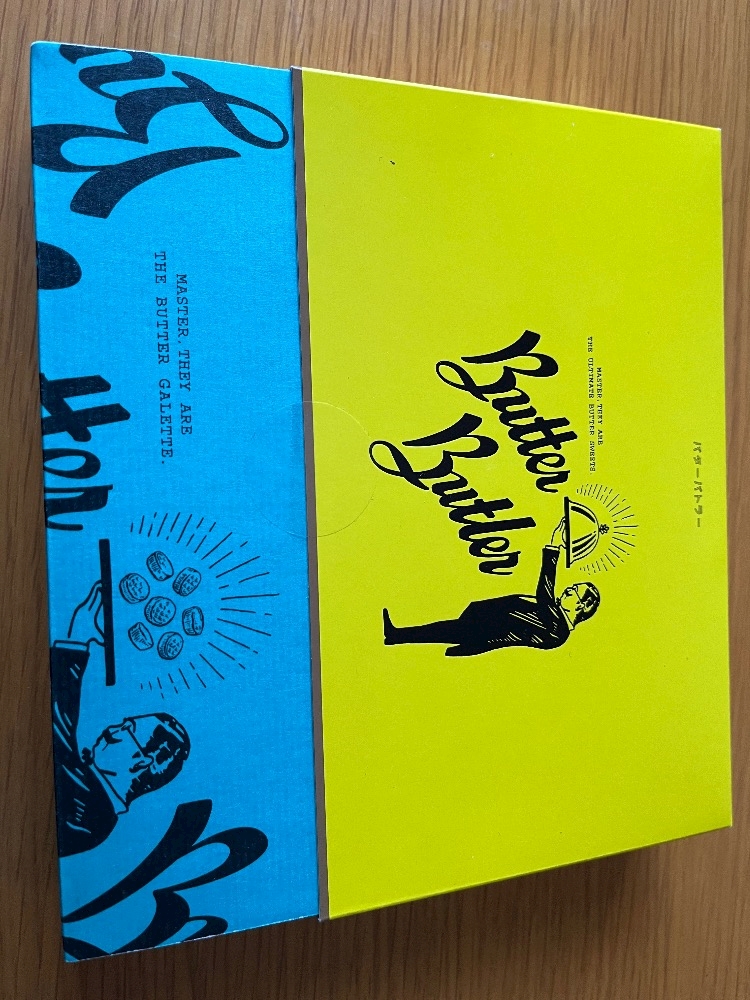 バターバトラー
MASTER, THEY ARE
THE ULTIMATE BUTTER SWEETS.
Butter
Butler
MASTER, THEY ARE
THE BUTTER GALETTE.
tter